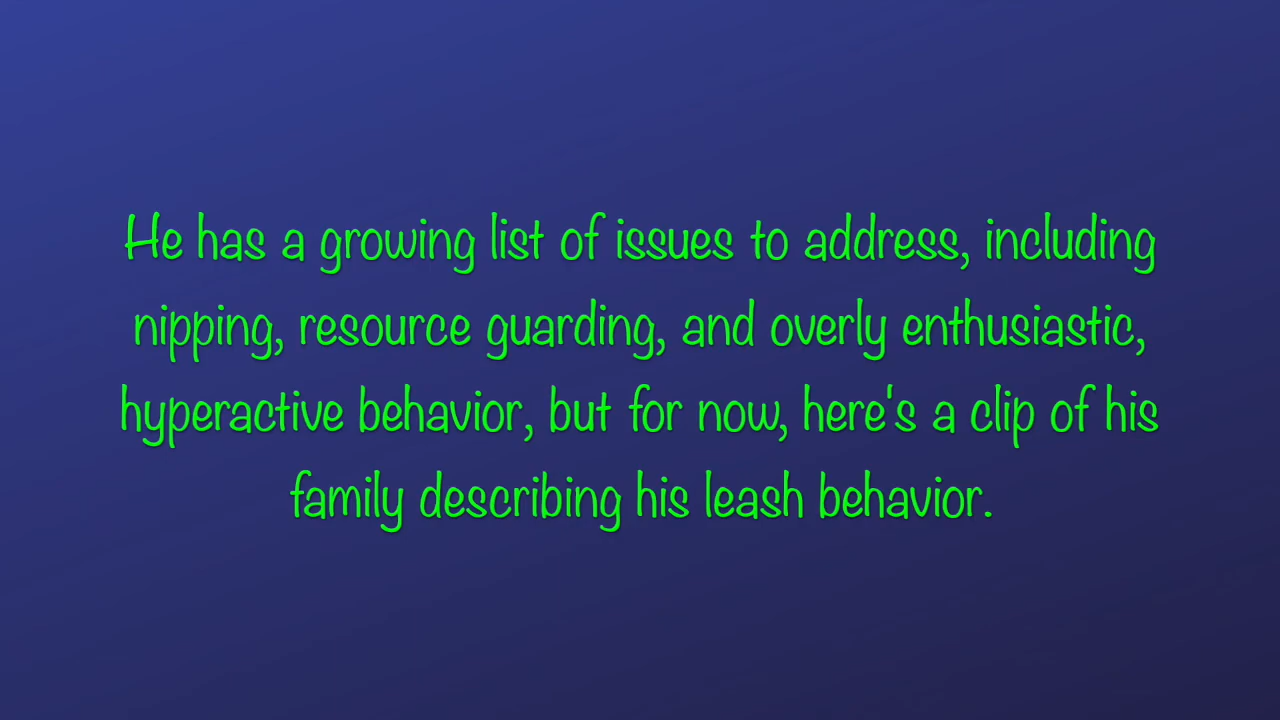 He has a growing list of issues to address, including
nipping, resource guarding, and overly enthusiastic,
hyperactive behavior, but for now, here's a clip of his
family describing his leash behavior.